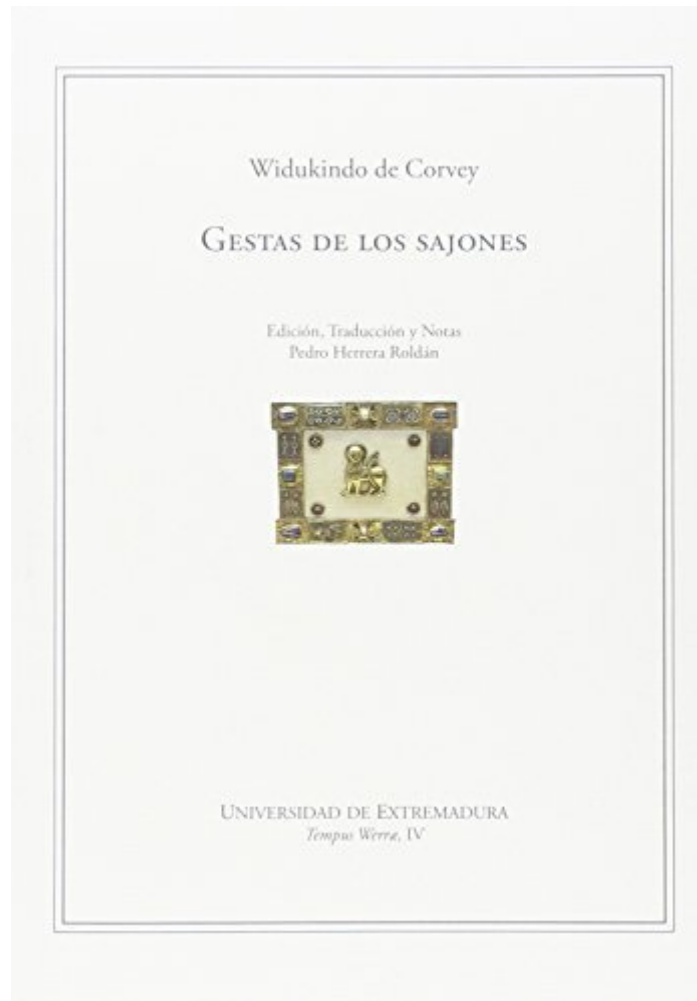 Widukindo de Corvey
GESTAS DE LOS SAJONES
Edición, Traducción y Notas
Pedro Herrera Roldán
UNIVERSIDAD DE EXTREMADURA
Tempus Werræ, IV